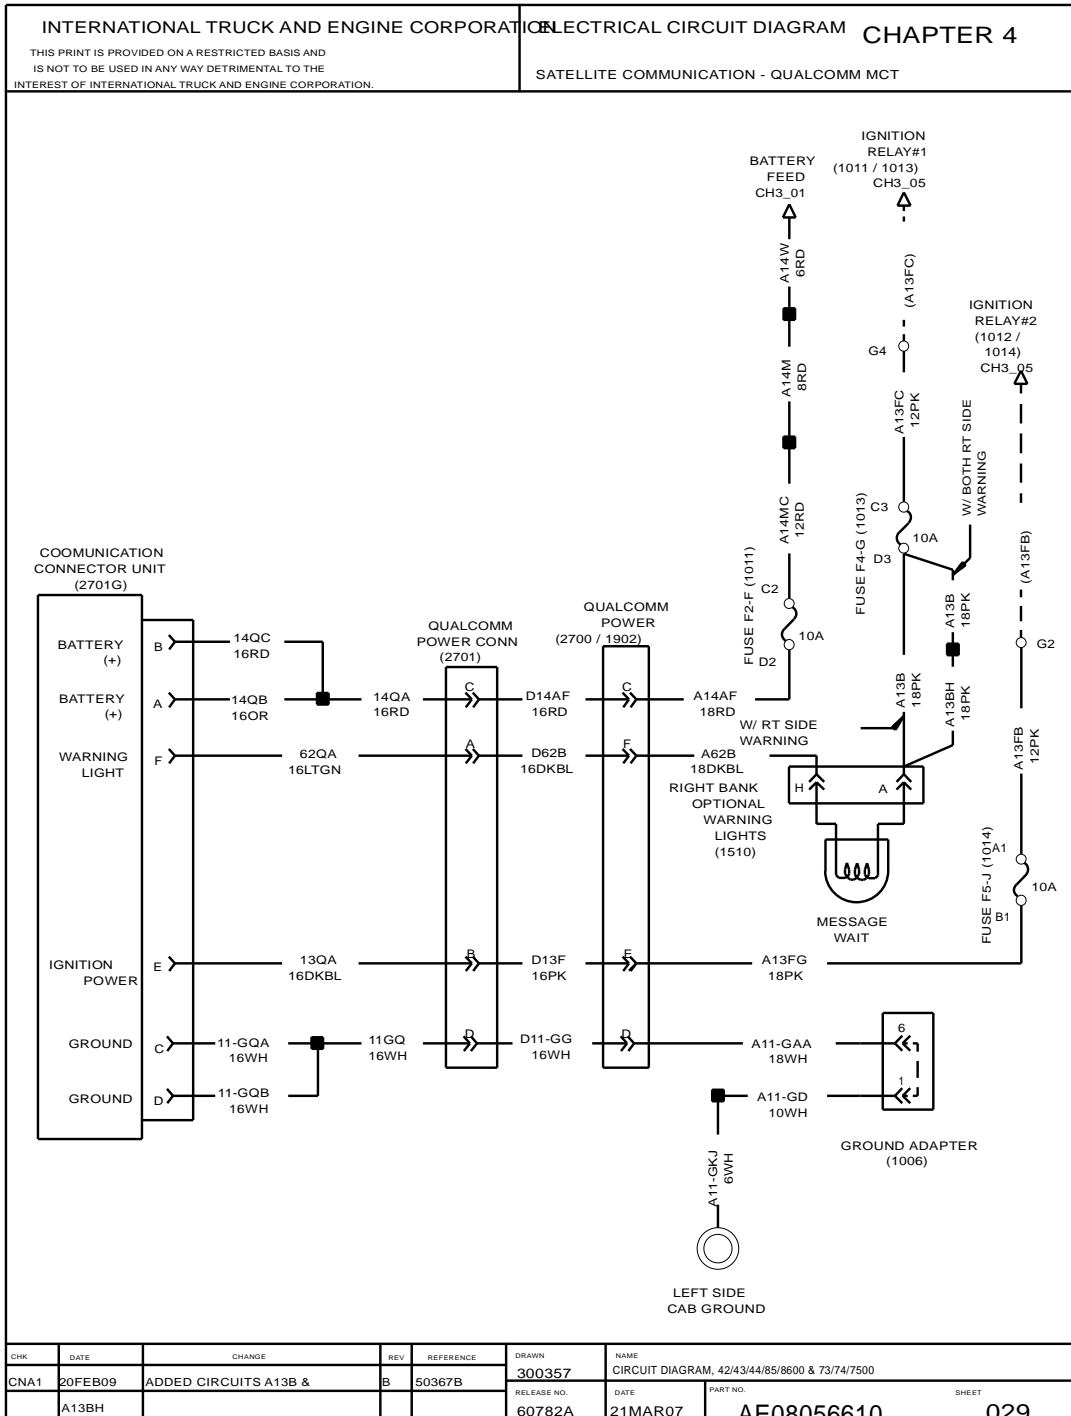 INTERNATIONAL TRUCK AND ENGINE CORPORATION
THIS PRINT IS PROVIDED ON A RESTRICTED BASIS AND
IS NOT TO BE USED IN ANY WAY DETRIMENTAL TO THE
INTEREST OF INTERNATIONAL TRUCK AND ENGINE CORPORATION.
ELECTRICAL CIRCUIT DIAGRAM
CHAPTER 4
SATELLITE COMMUNICATION - QUALCOMM MCT
IGNITION
RELAY#1
(1011 / 1013)
CH3_05
BATTERY
FEED
CH3_01
A14W
6RD
(A13FC)
IGNITION
RELAY#2
(1012 /
1014)
CH3_05
G4
A14M
8RD
A13FC
12PK
W/ BOTH RT SIDE
WARNING
A14MC
12RD
C3
10A
D3
FUSE F4-G (1013)
(A13FB)
COOMUNICATION
CONNECTOR UNIT
(2701G)
FUSE F2-F (1011)
C2
10A
D2
A13B
18PK
G2
QUALCOMM
POWER
(2700 / 1902)
QUALCOMM
POWER CONN
(2701)
BATTERY
(+)
B
14QC
16RD
BATTERY
(+)
A
14QB
16OR
14QA
16RD
C
D14AF
16RD
C
A14AF
18RD
A13B
18PK
A13BH
18PK
W/ RT SIDE
WARNING
A13FB
12PK
WARNING
LIGHT
F
62QA
16LTGN
A
D62B
16DKBL
F
A62B
18DKBL
RIGHT BANK
OPTIONAL
WARNING
LIGHTS
(1510)
H
A
MESSAGE
WAIT
FUSE F5-J (1014)
A1
10A
B1
IGNITION
POWER
E
13QA
16DKBL
B
D13F
16PK
E
A13FG
18PK
GROUND
C
11-GQA
16WH
11GQ
16WH
D
D11-GG
16WH
D
A11-GAA
18WH
6
GROUND
D
11-GQB
16WH
A11-GD
10WH
1
GROUND ADAPTER
(1006)
A11-GKJ
6WH
LEFT SIDE
CAB GROUND
CHK
DATE
CHANGE
REV
REFERENCE
DRAWN
NAME
CNA1
20FEB09
ADDED CIRCUITS A13B &
B
50367B
300357
CIRCUIT DIAGRAM, 42/43/44/85/8600 & 73/74/7500
RELEASE NO.
DATE
PART NO.
SHEET
A13BH
60782A
21MAR07
AE08056610
029